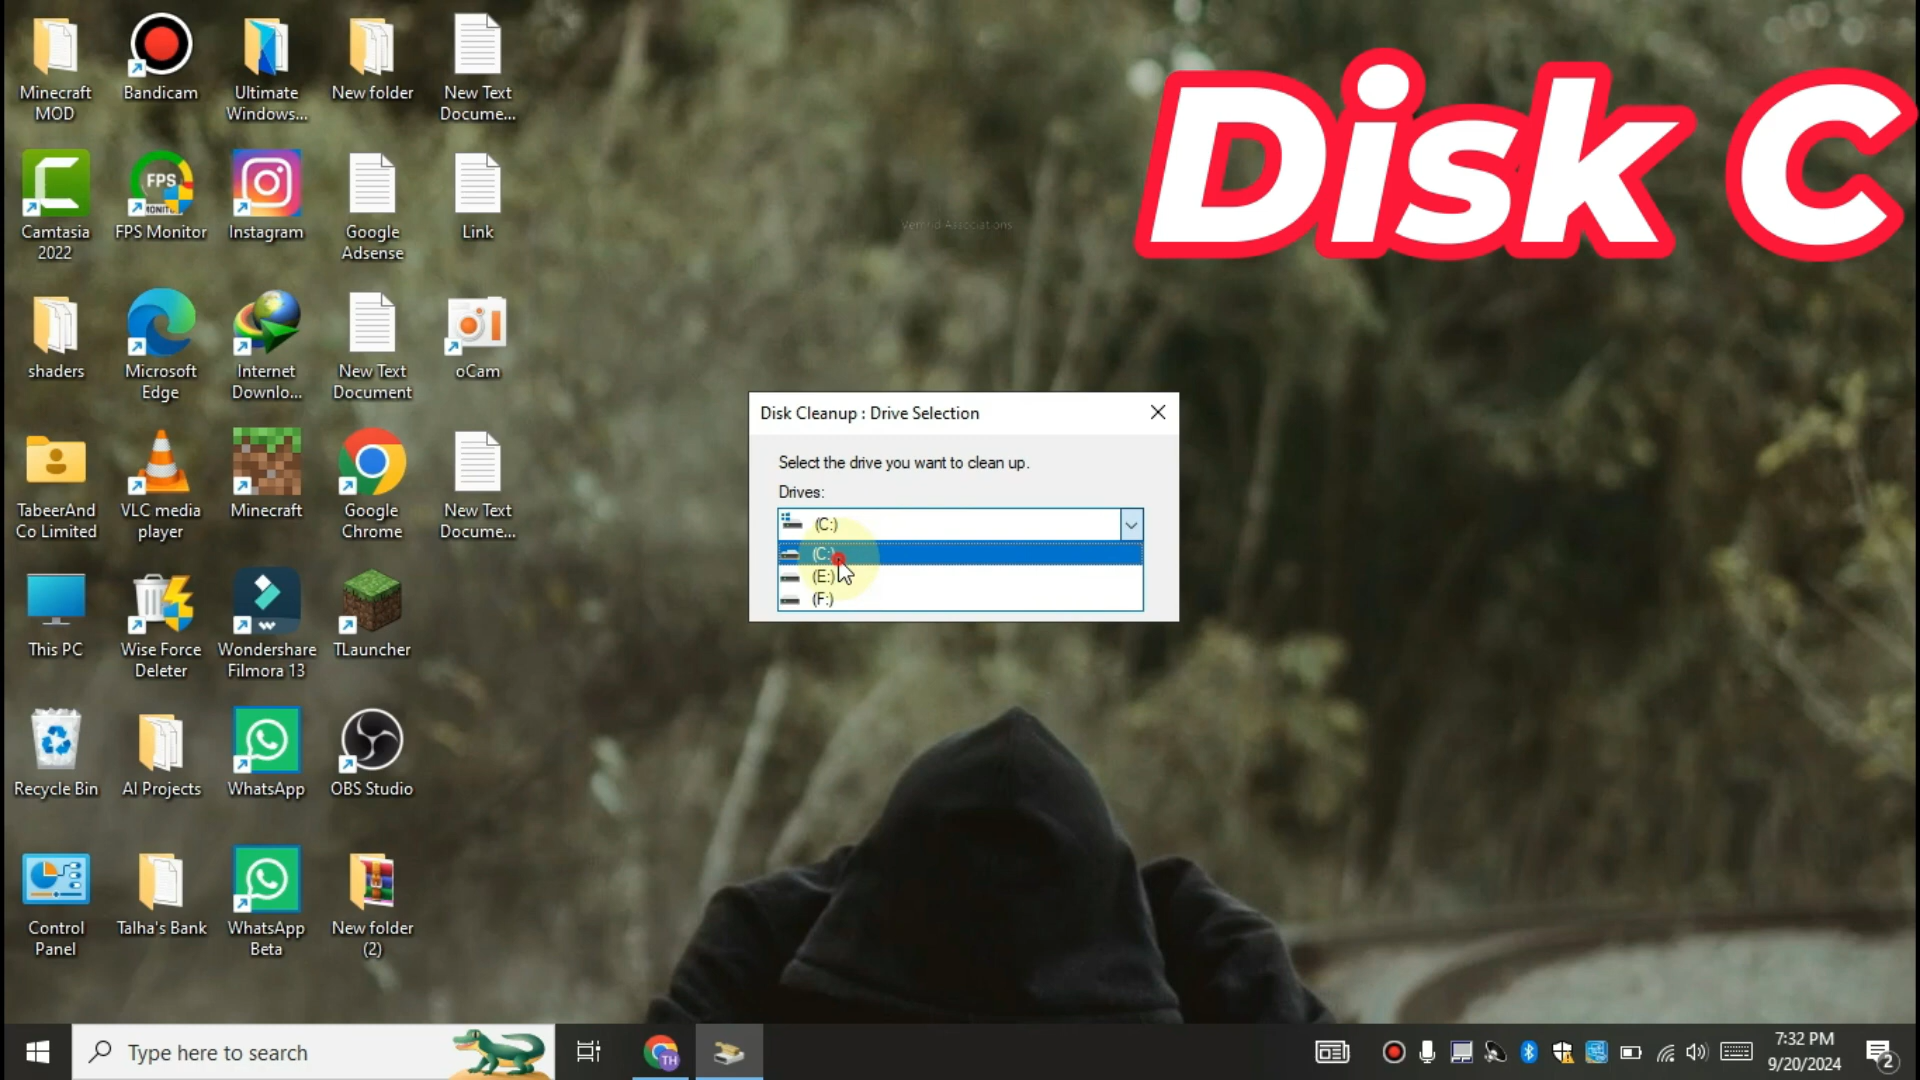 Minecraft
MOD
Bandicam
Ultimate
Windows...
New folder
New Text
Docume...
Disk C
Camtasia
2022
FPS
MONITOR
FPS Monitor
Instagram
Google
Adsense
Link
shaders
Microsoft
Edge
Internet
Downlo...
New Text
Document
oCam
TabeerAnd
Co Limited
VLC media
player
Minecraft
Google
Chrome
New Text
Docume...
Disk Cleanup : Drive Selection
Select the drive you want to clean up.
Drives:
(C:)
(C:)
(E:)
(F:)
This PC
Wise Force
Deleter
Wondershare
Filmora 13
TLauncher
Recycle Bin
AI Projects
WhatsApp
OBS Studio
Control
Panel
Talha's Bank
WhatsApp
Beta
New folder
(2)
Type here to search
TH
7:32 PM
9/20/2024
2